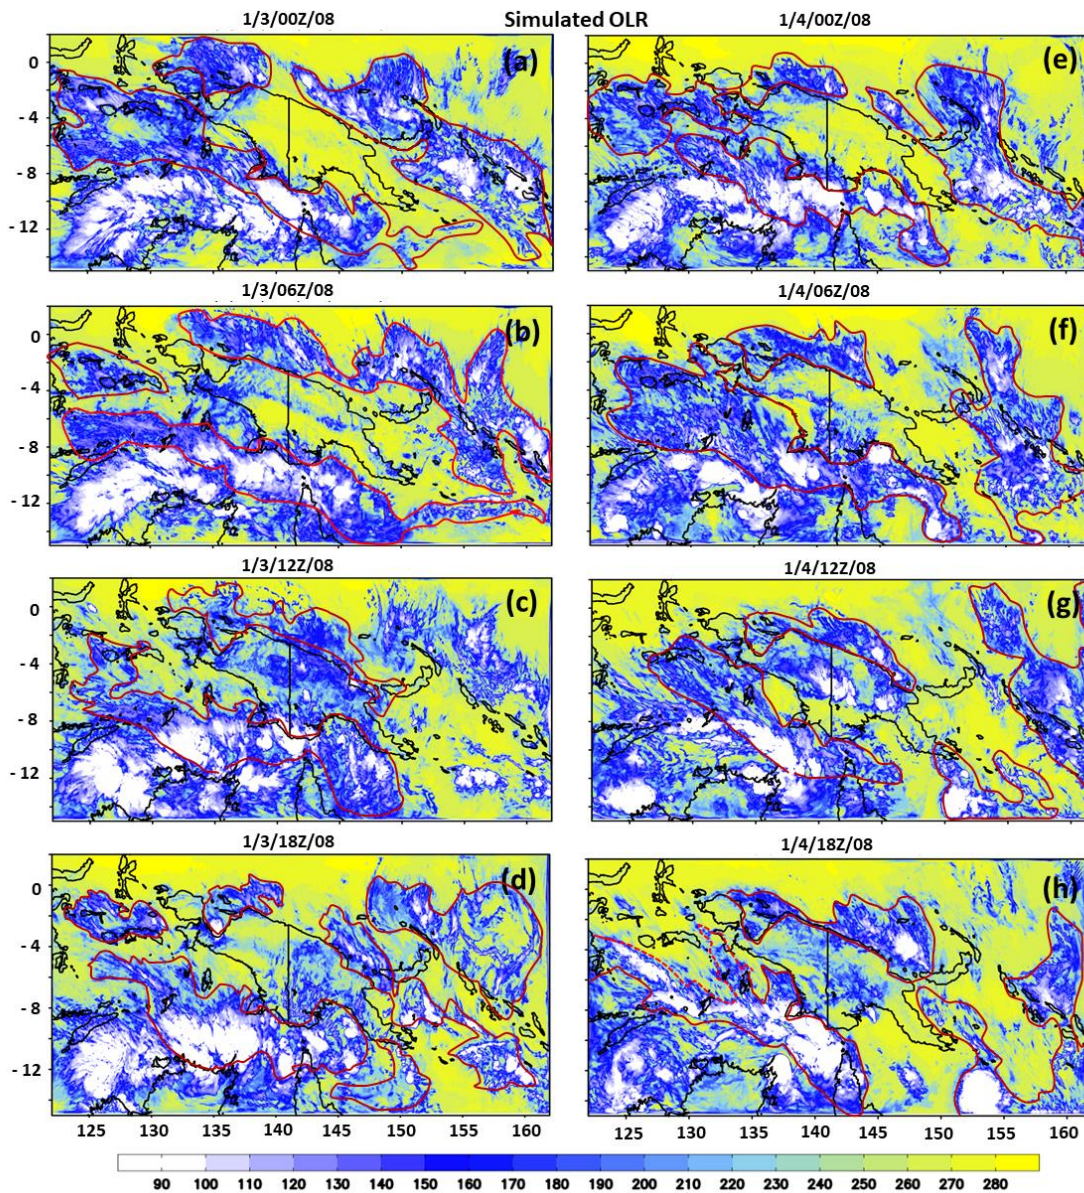 Simulated OLR
1/3/00Z/08
1/4/00Z/08
(a)
(e)
0
- 4
- 8
- 12
1/3/06Z/08
1/4/06Z/08
(b)
(f)
0
- 4
- 8
- 12
1/3/12Z/08
1/4/12Z/08
(c)
(g)
0
- 4
- 8
- 12
1/3/18Z/08
1/4/18Z/08
(d)
(h)
0
- 4
- 8
- 12
125 130 135 140 145 150 155 160 125 130 135 140 145 150 155 160
90 100 110 120 130 140 150 160 170 180 190 200 210 220 230 240 250 260 270 280